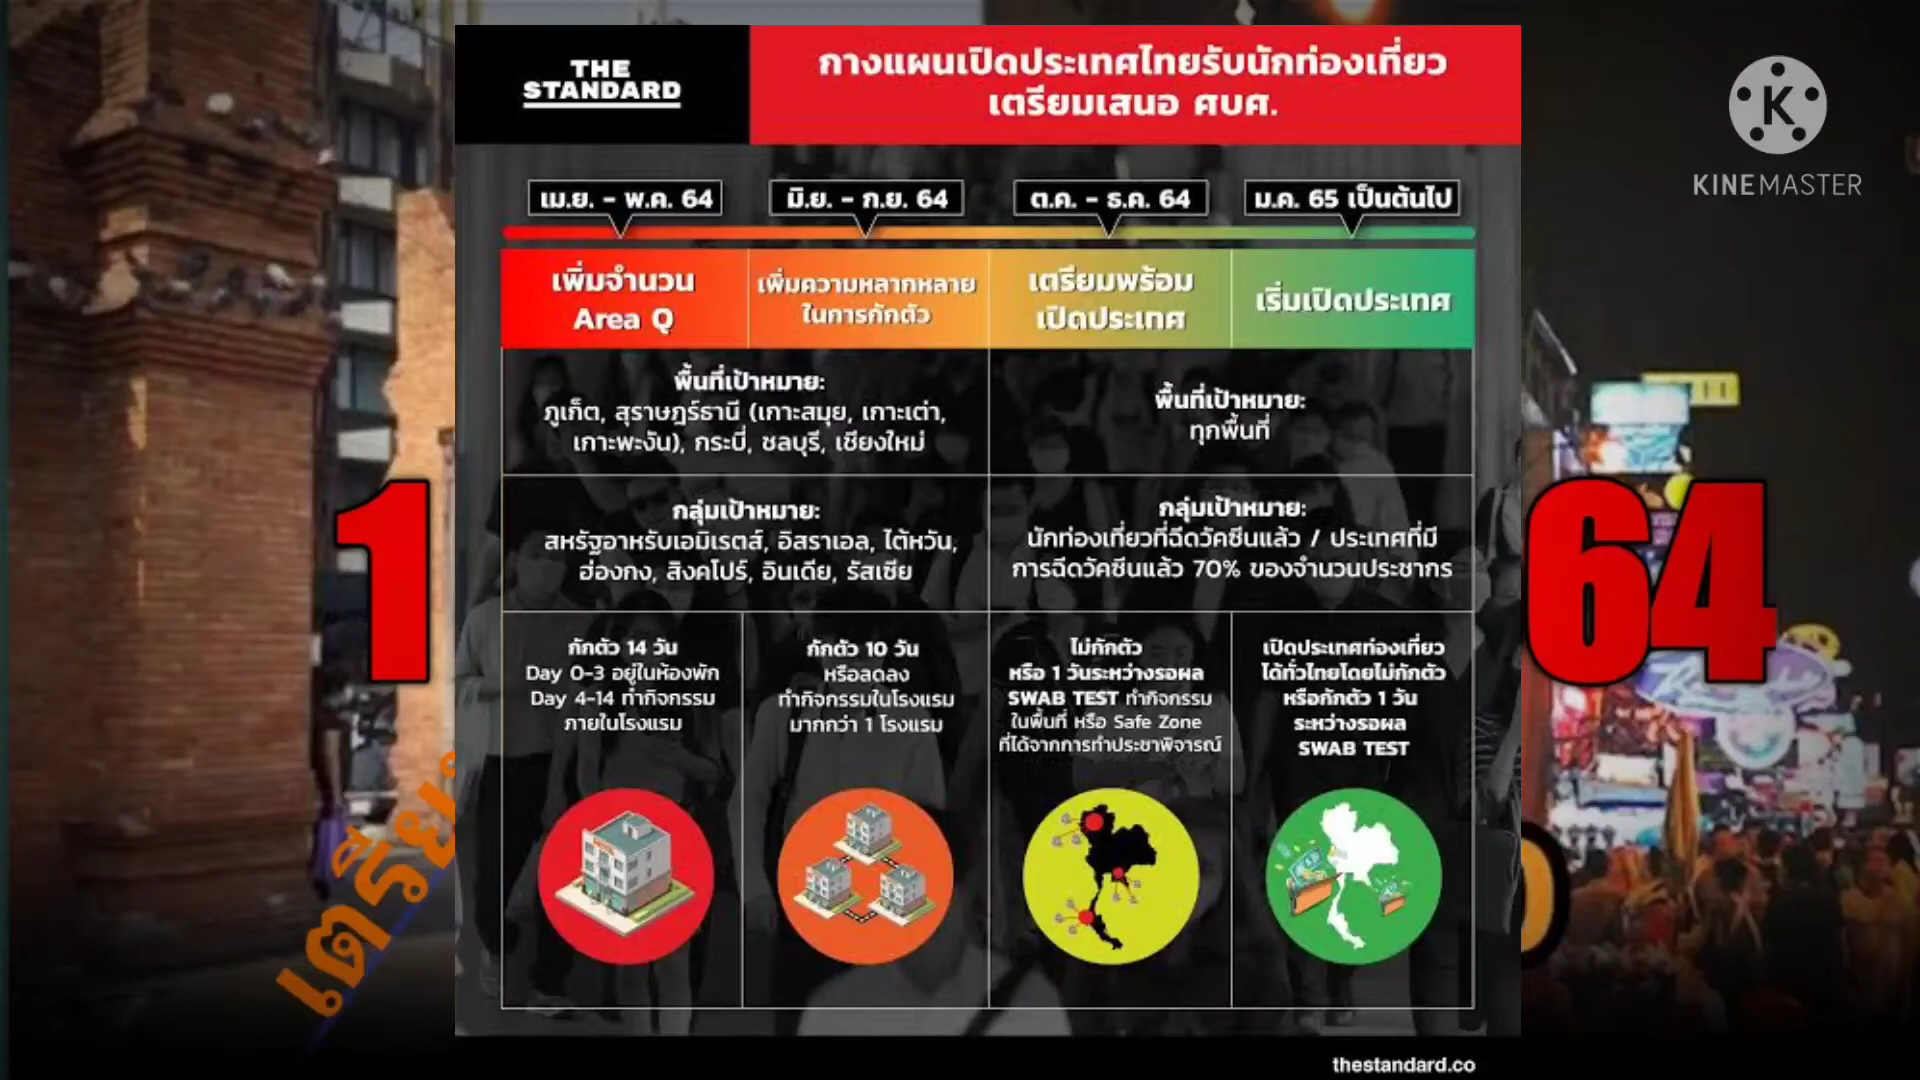 THE
STANDARD
กางแผนเปิดประเทศไทยรับนักท่องเที่ยว
เตรียมเสนอ ศบศ.
K
KINEMASTER
เม.ย. - พ.ค. 64
มิ.ย. - ก.ย. 64
ต.ค. - ธ.ค. 64
ม.ค. 65 เป็นต้นไป
เพิ่มจำนวน
Area Q
เพิ่มความหลากหลาย
ในการกักตัว
เตรียมพร้อม
เปิดประเทศ
เริ่มเปิดประเทศ
พื้นที่เป้าหมาย:
ภูเก็ต, สุราษฎร์ธานี (เกาะสมุย, เกาะเต่า,
เกาะพะงัน), กระบี่, ชลบุรี, เชียงใหม่
พื้นที่เป้าหมาย:
ทุกพื้นที่
กลุ่มเป้าหมาย:
สหรัฐอาหรับเอมิเรตส์, อิสราเอล, ไต้หวัน,
ฮ่องกง, สิงคโปร์, อินเดีย, รัสเซีย
กลุ่มเป้าหมาย:
นักท่องเที่ยวที่ฉีดวัคซีนแล้ว / ประเทศที่มี
การฉีดวัคซีนแล้ว 70% ของจำนวนประชากร
1
64
กักตัว 14 วัน
Day 0-3 อยู่ในห้องพัก
Day 4-14 ทำกิจกรรม
ภายในโรงแรม
กักตัว 10 วัน
หรือลดลง
ทำกิจกรรมในโรงแรม
มากกว่า 1 โรงแรม
ไม่กักตัว
หรือ 1 วันระหว่างรอผล
SWAB TEST ทำกิจกรรม
ในพื้นที่ หรือ Safe Zone
ที่ได้จากการทำประชาพิจารณ์
เปิดประเทศท่องเที่ยว
ได้ทั่วไทยโดยไม่กักตัว
หรือกักตัว 1 วัน
ระหว่างรอผล
SWAB TEST
thestandard.co